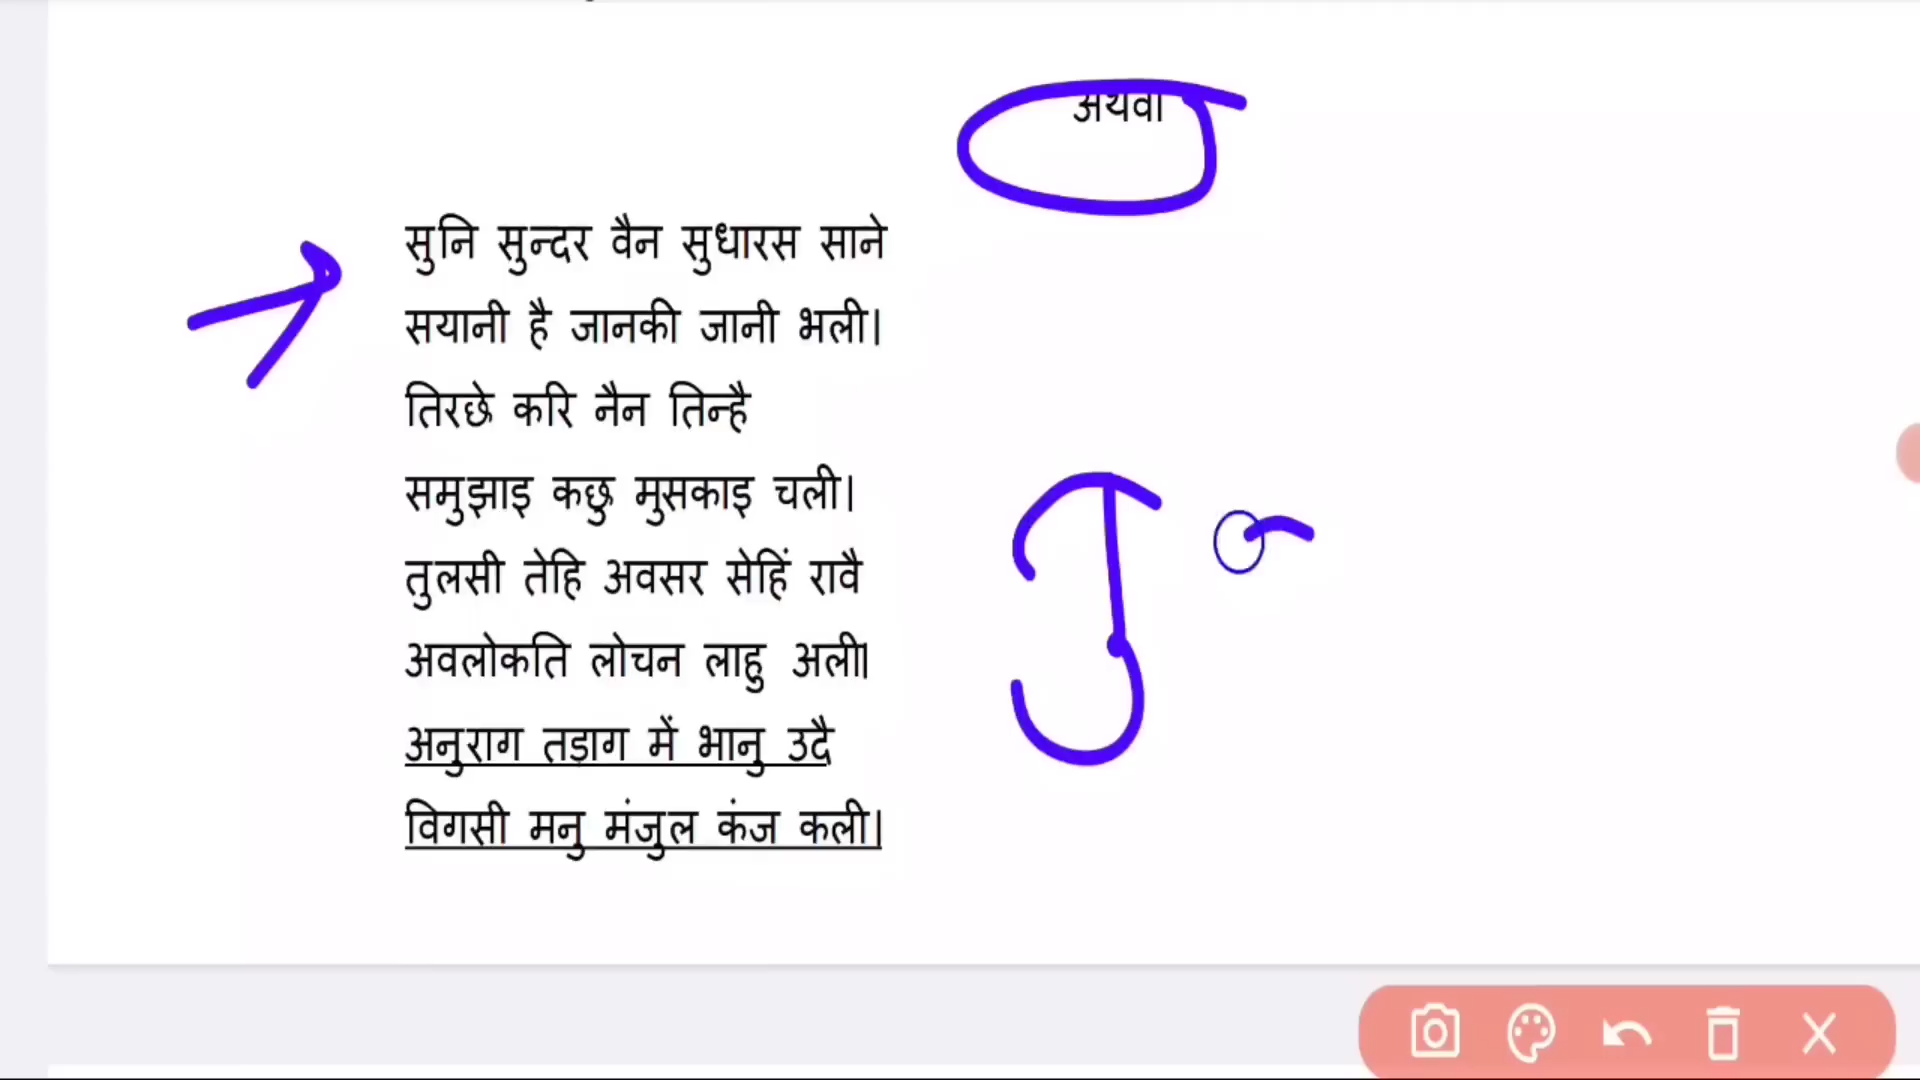 अथवा
सुनि सुन्दर वैन सुधारस साने
सयानी है जानकी जानी भली।
तिरछे करि नैन तिन्है
समुझाइ कछु मुसकाइ चली।
तुलसी तेहि अवसर सेहिं रावै
अवलोकति लोचन लाहु अली।
अनुराग तड़ाग में भानु उदै
विगसी मनु मंजुल कंज कली।